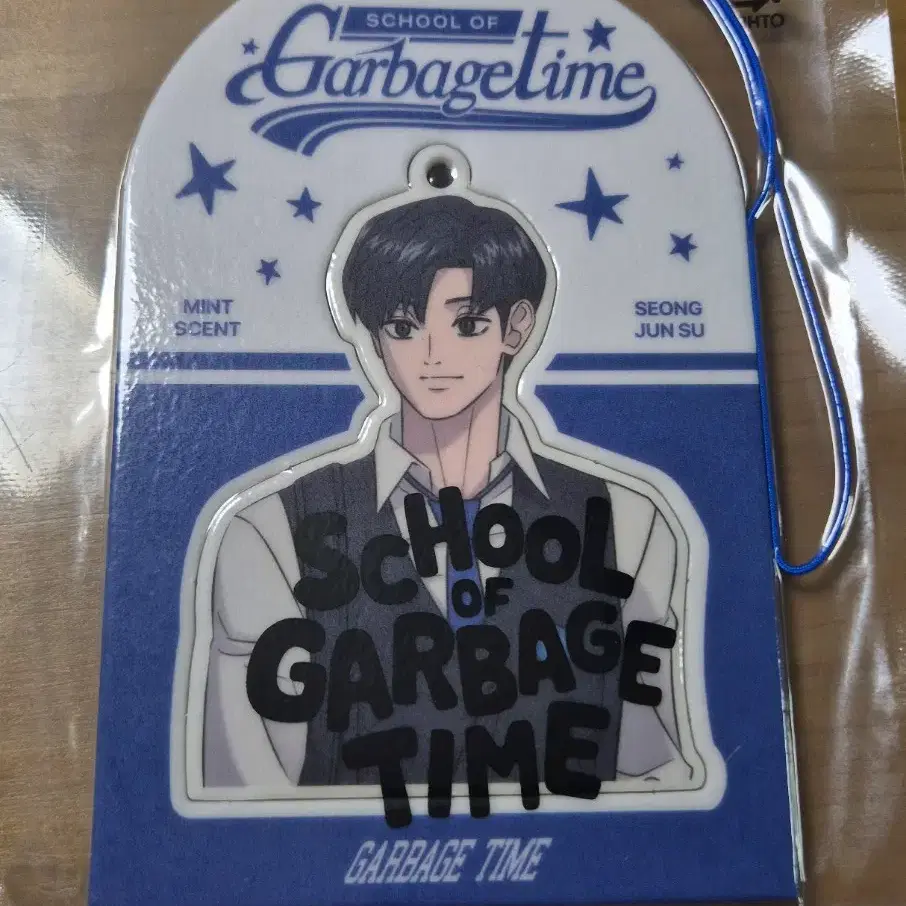 SCHOOL OF
Garbagetime
MINT
SCENT
SEONG
JUN SU
SCHOOL
OF
GARBAGE
TIME
GARBAGE TIME